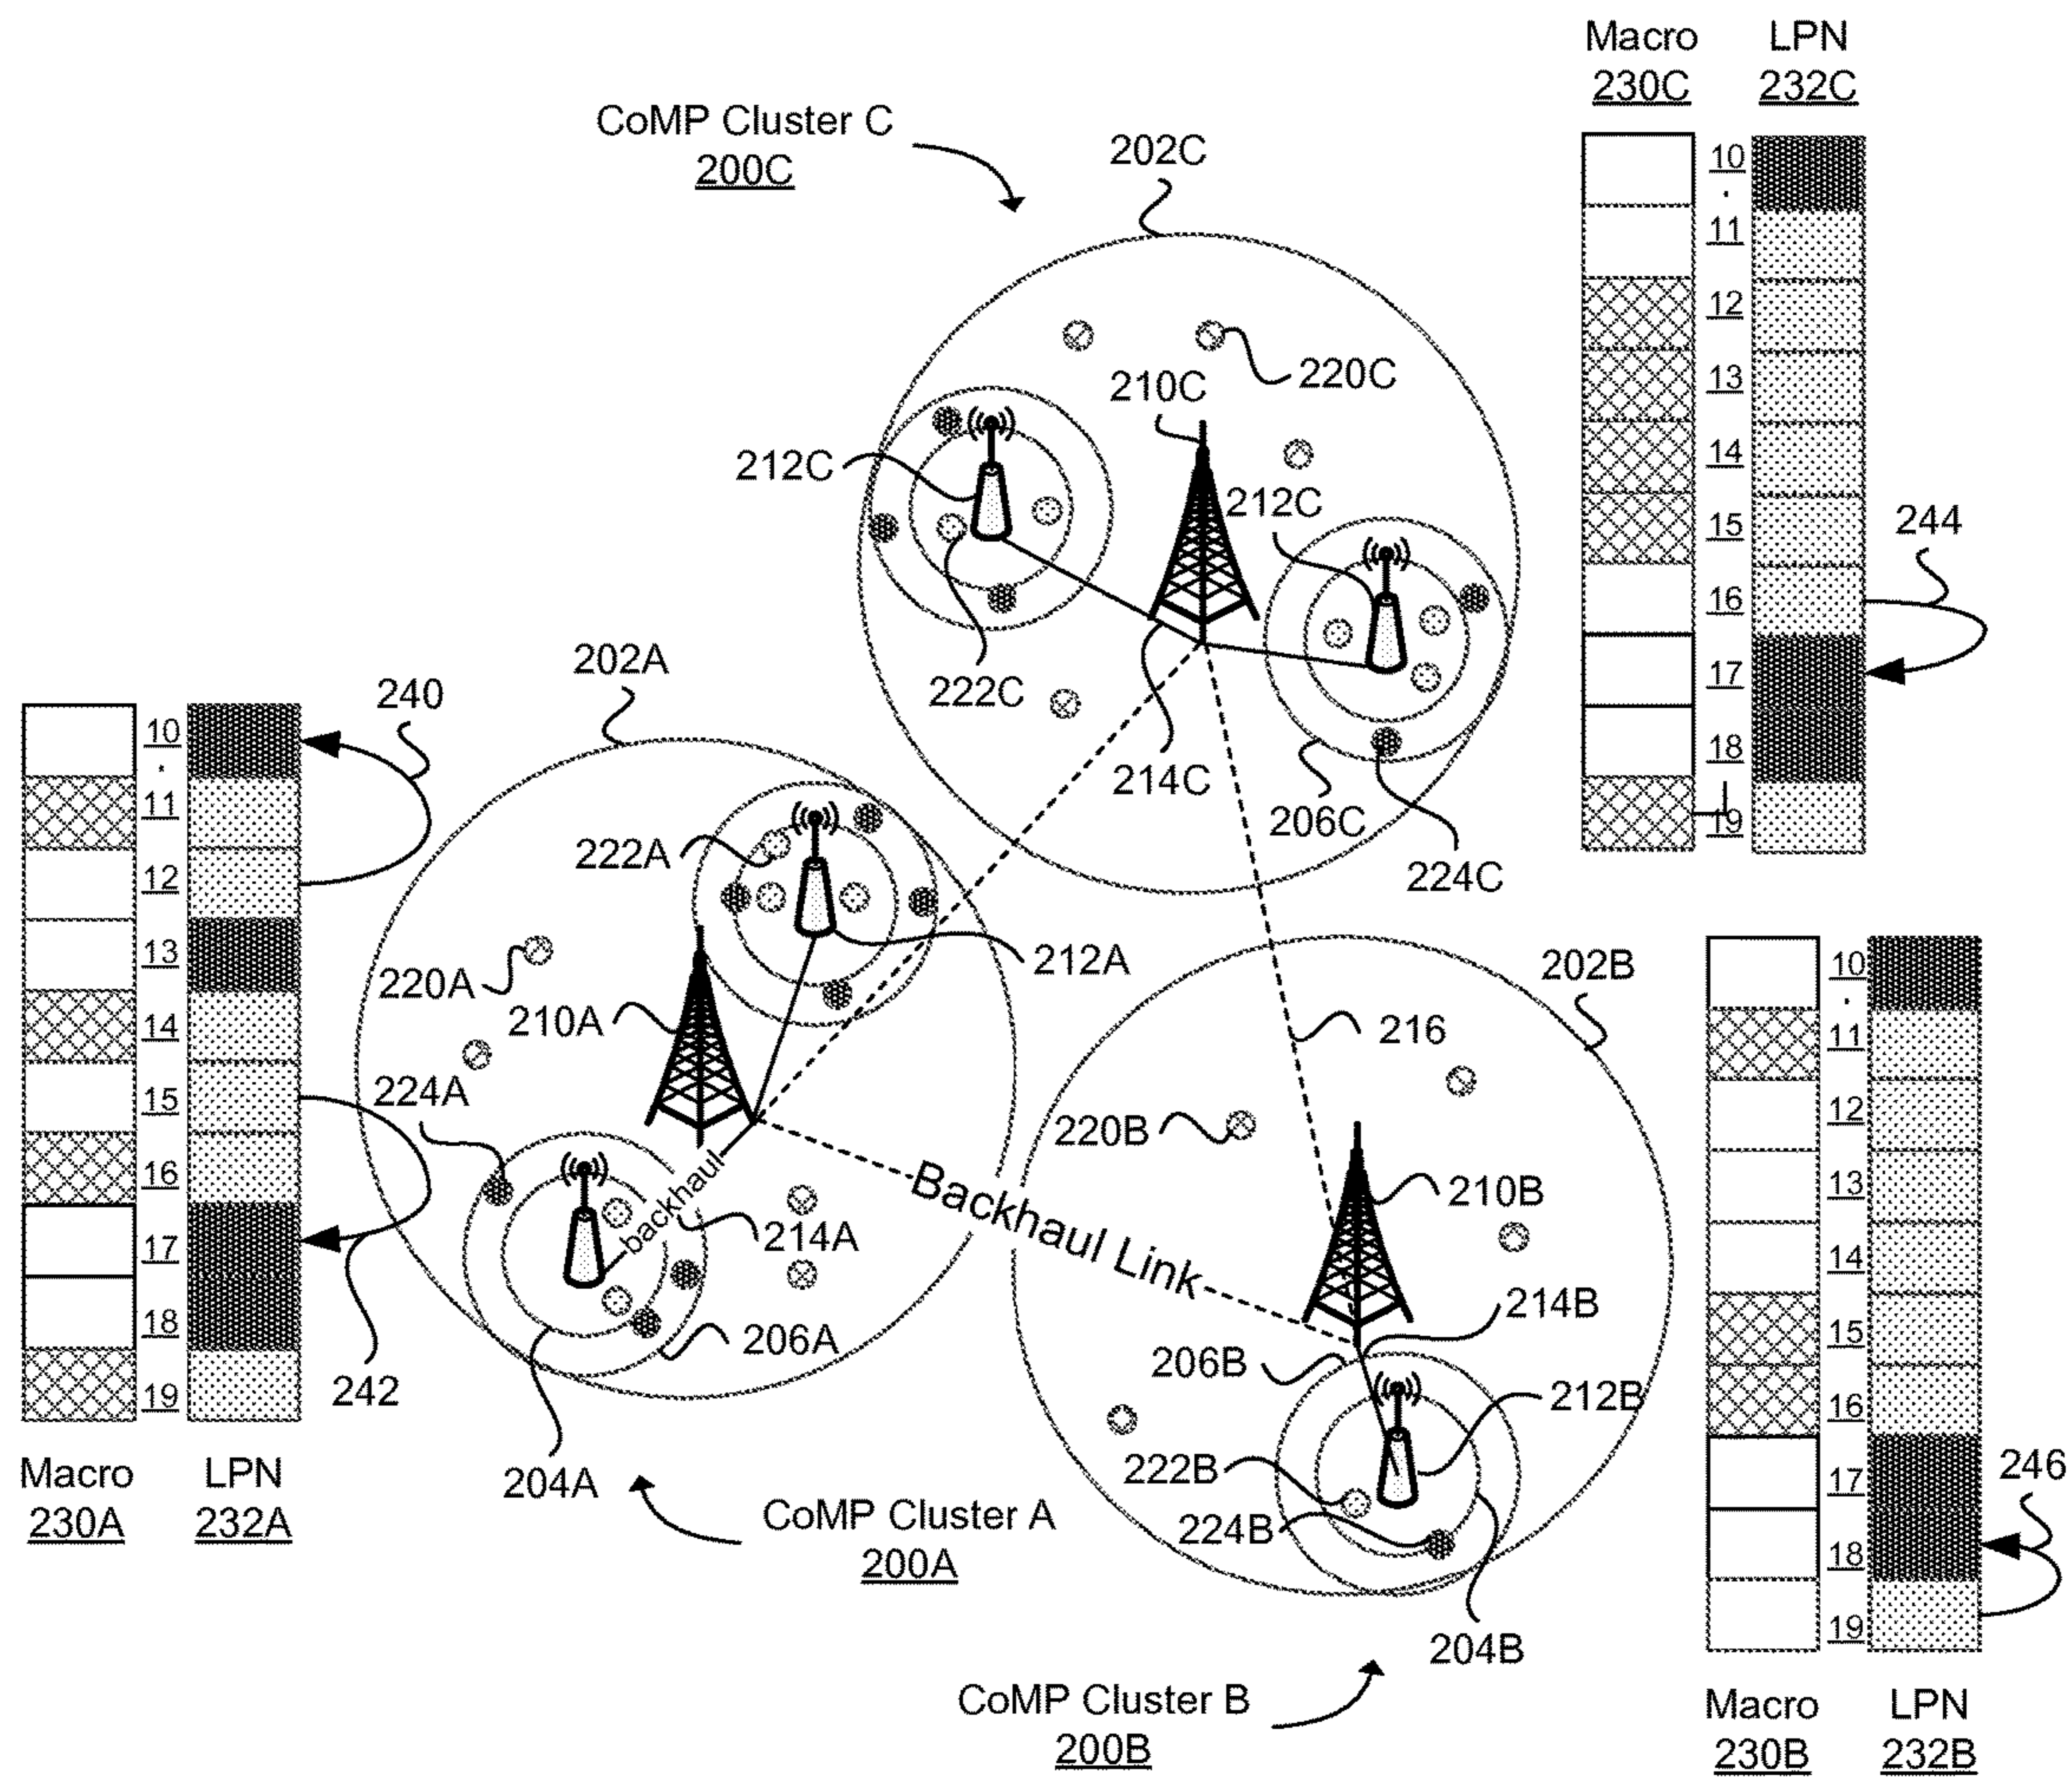 Macro LPN
230C 232C
CoMP Cluster C
200C
202C
10
11
12
13
14
15
16
17
18
19
244
220C
210C
212C
212C
222C
214C
206C
224C
202A
240
10
11
12
13
14
15
16
17
18
19
222A
220A
212A
210A
224A
backhaul
214A
206A
204A
242
Macro LPN
230A 232A
CoMP Cluster A
200A
Backhaul Link
216
202B
220B
210B
214B
206B
212B
222B
224B
204B
10
11
12
13
14
15
16
17
18
19
246
CoMP Cluster B
200B
Macro LPN
230B 232B